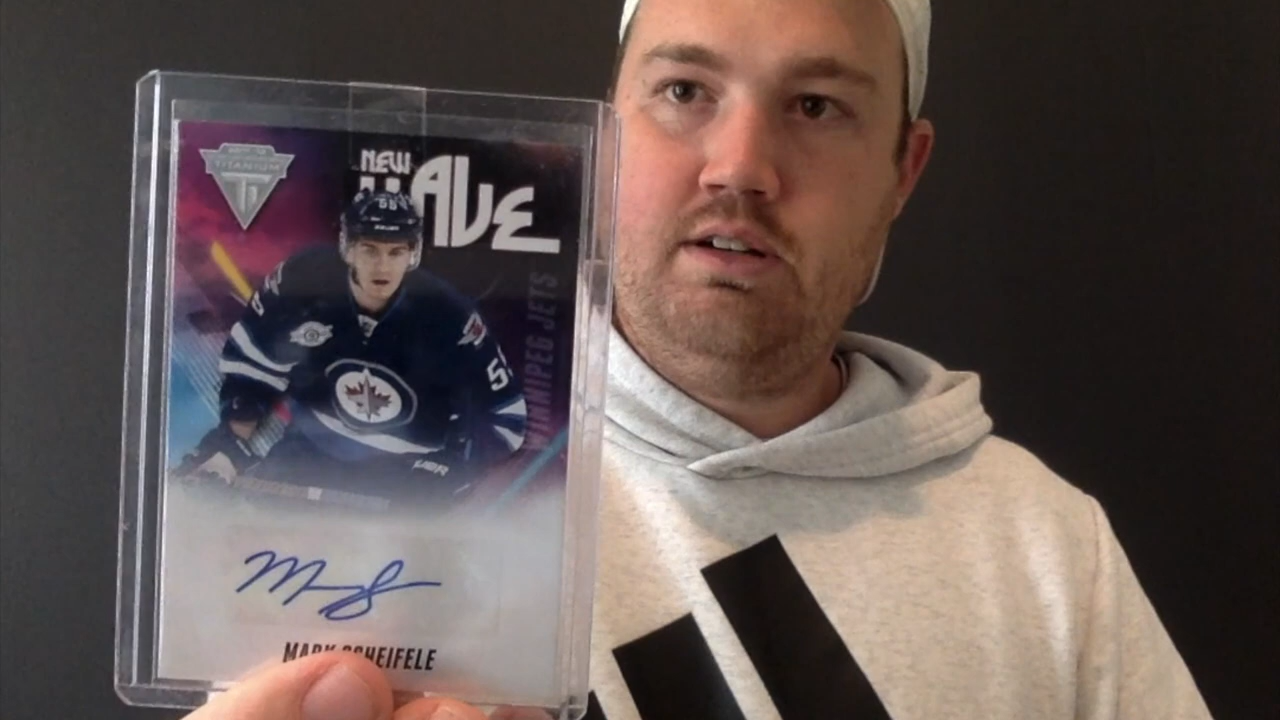 TITANIUM
NEW
WAVE
55
WINNIPEG JETS
MARK SCHEIFELE